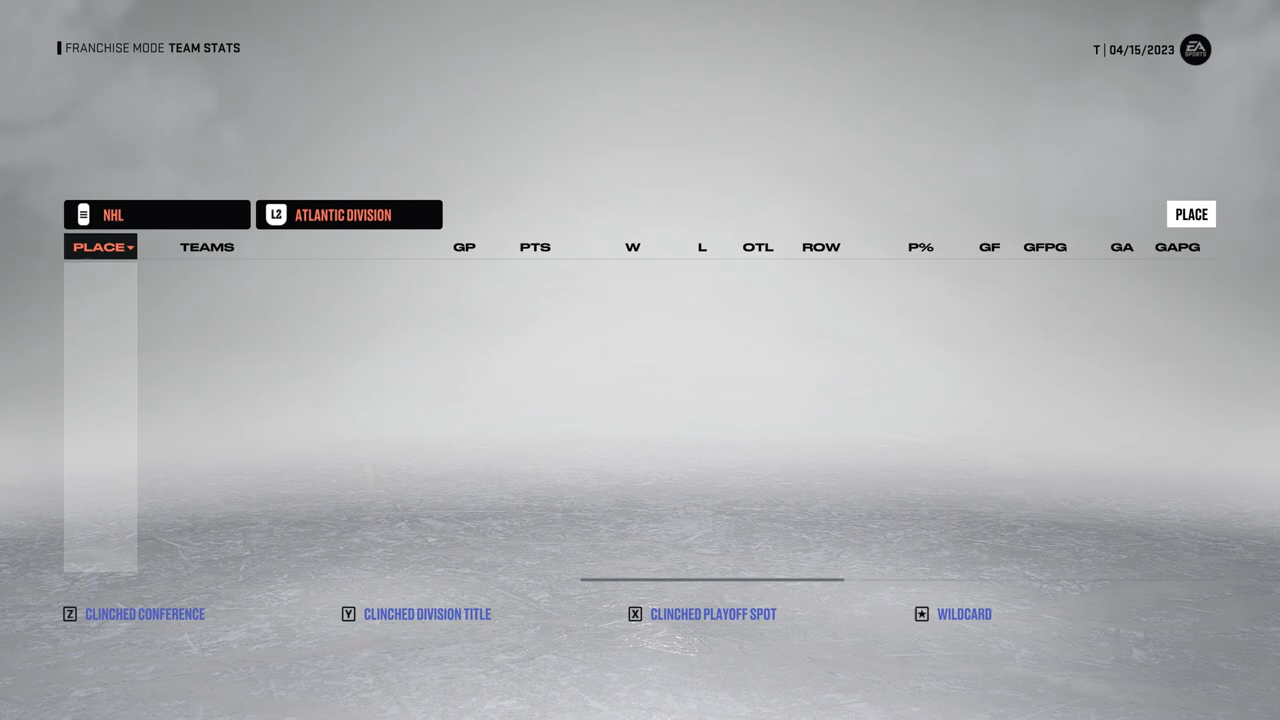 FRANCHISE MODE TEAM STATS
T | 04/15/2023
EA SPORTS
NHL
L2 ATLANTIC DIVISION
PLACE
PLACE TEAMS GP PTS W L OTL ROW P% GF GFPG GA GAPG
Z CLINCHED CONFERENCE
Y CLINCHED DIVISION TITLE
X CLINCHED PLAYOFF SPOT
★ WILDCARD